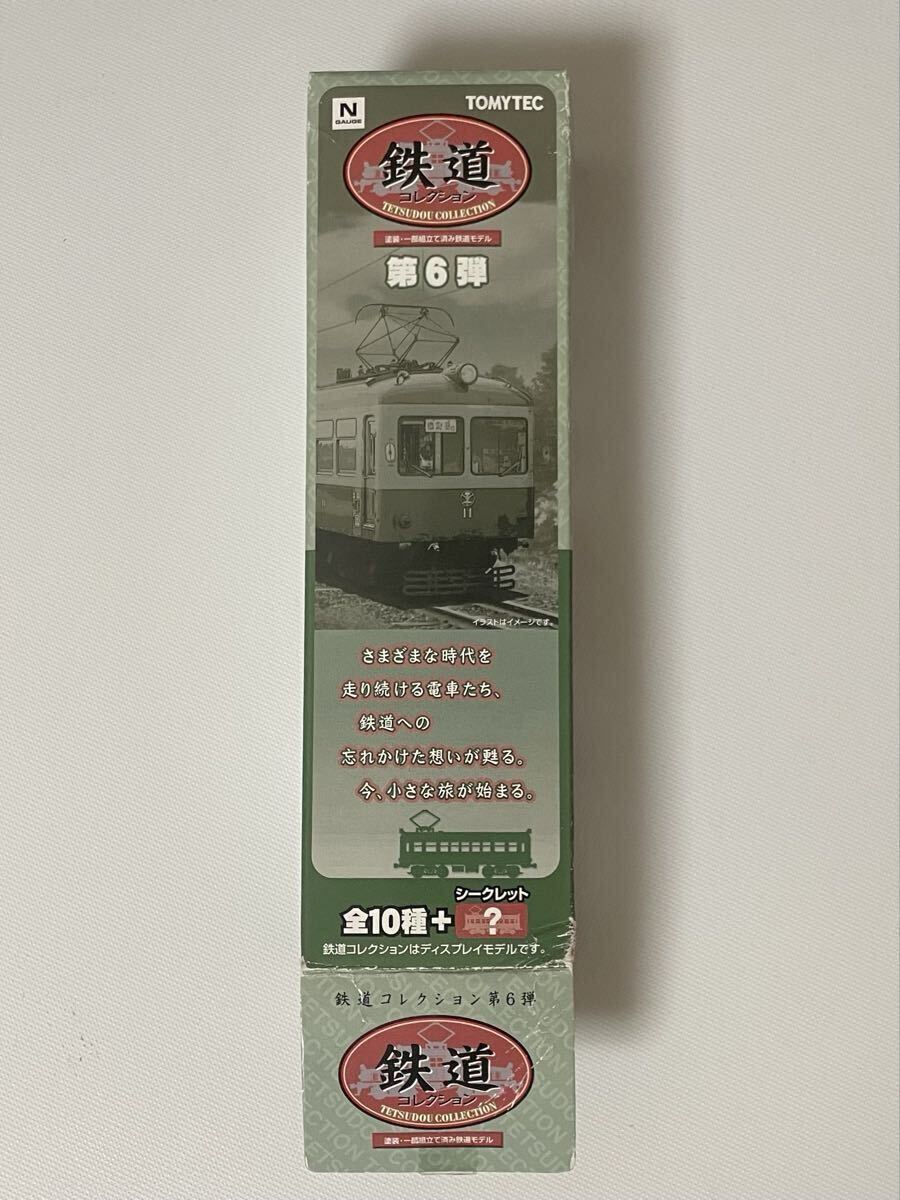 N
GAUGE
TOMYTEC
鉄道
コレクション
TETSUDOU COLLECTION
塗装・一部組立て済み鉄道モデル
第6弾
11
イラストはイメージです。
さまざまな時代を
走り続ける電車たち、
鉄道への
忘れかけた想いが甦る。
今、小さな旅が始まる。
シークレット
全10種+?
鉄道コレクションはディスプレイモデルです。
鉄道コレクション第6弾
鉄道
コレクション
TETSUDOU COLLECTION
塗装・一部組立て済み鉄道モデル